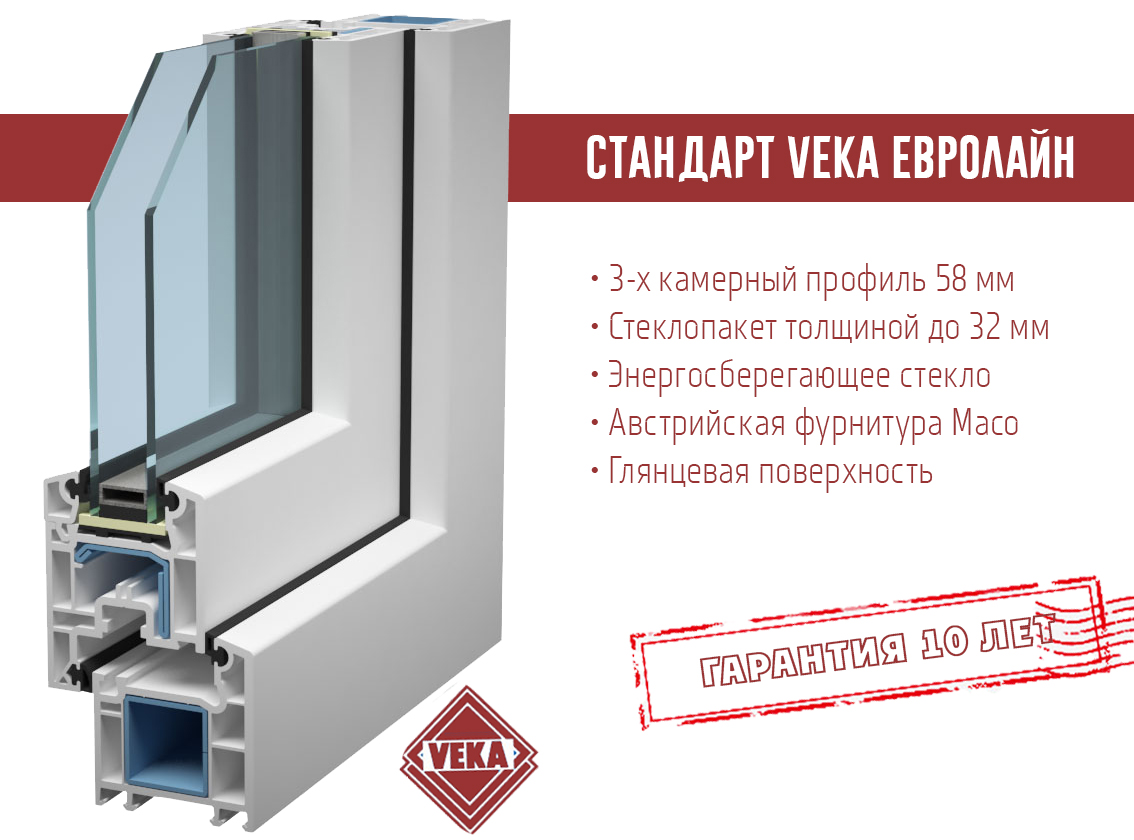 СТАНДАРТ VEKA ЕВРОЛАЙН
• 3-х камерный профиль 58 мм
• Стеклопакет толщиной до 32 мм
• Энергосберегающее стекло
• Австрийская фурнитура Maco
• Глянцевая поверхность
ГАРАНТИЯ 10 ЛЕТ
VEKA